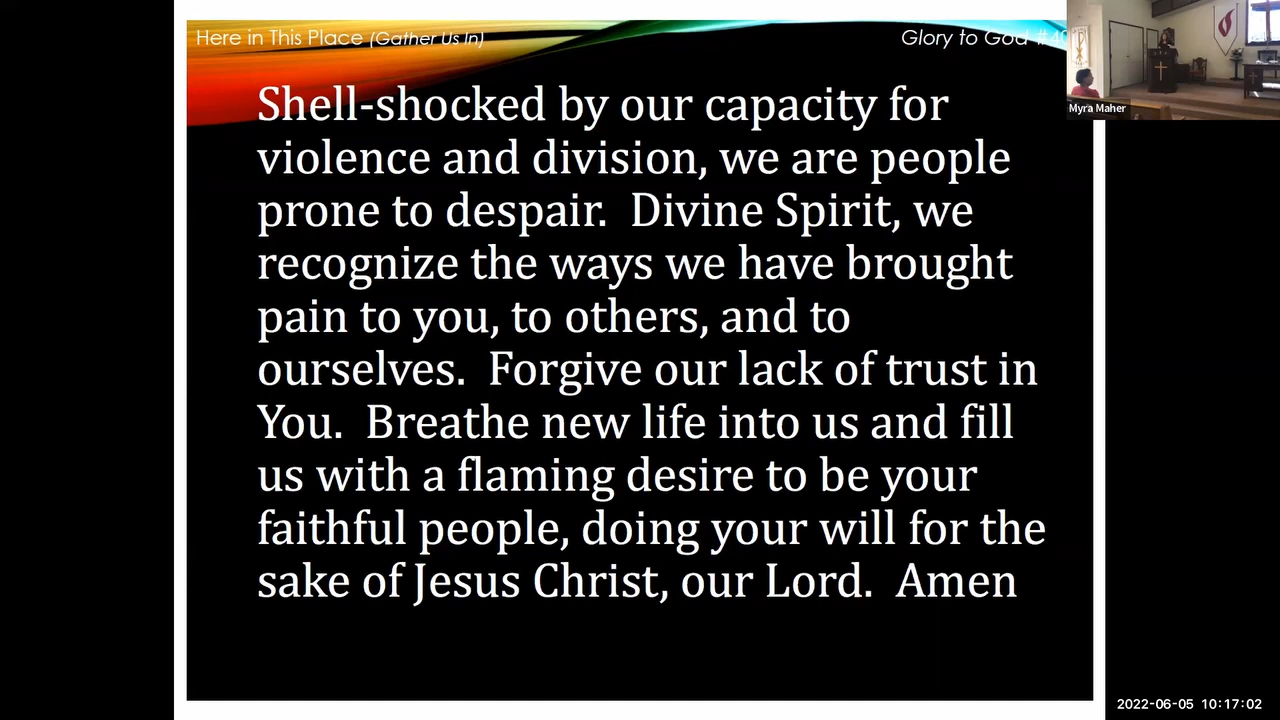 Here in This Place (Gather Us In)
Glory to God #40
Myra Maher
Shell-shocked by our capacity for
violence and division, we are people
prone to despair.  Divine Spirit, we
recognize the ways we have brought
pain to you, to others, and to
ourselves.  Forgive our lack of trust in
You.  Breathe new life into us and fill
us with a flaming desire to be your
faithful people, doing your will for the
sake of Jesus Christ, our Lord.  Amen
2022-06-05 10:17:02